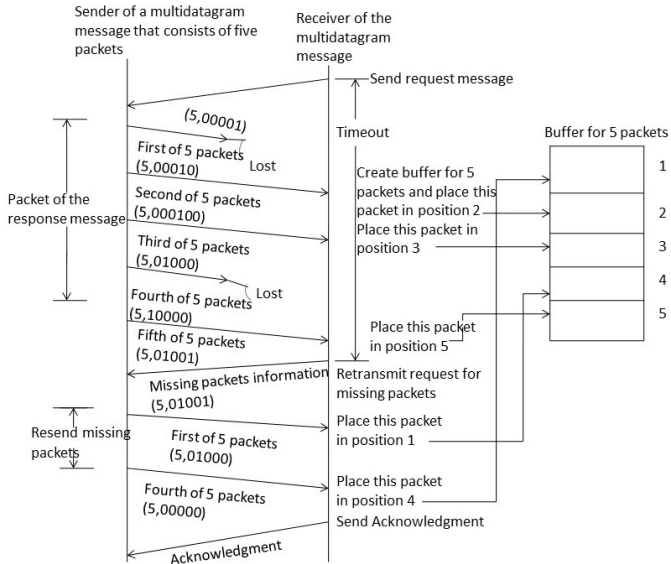 Sender of a multidatagram
message that consists of five
packets
Receiver of the
multidatagram
message
Send request message
(5,00001)
Timeout
Buffer for 5 packets
First of 5 packets
Lost
(5,00010)
Create buffer for 5
packets and place this
packet in position 2
1
Packet of the
response message
Second of 5 packets
(5,000100)
Place this packet in
position 3
2
3
Third of 5 packets
(5,01000)
4
Lost
Fourth of 5 packets
(5,10000)
5
Place this packet
in position 5
Fifth of 5 packets
(5,01001)
Missing packets information
(5,01001)
Retransmit request for
missing packets
Resend missing
packets
First of 5 packets
(5,01000)
Place this packet
in position 1
Fourth of 5 packets
(5,00000)
Place this packet
in position 4
Send Acknowledgment
Acknowledgment